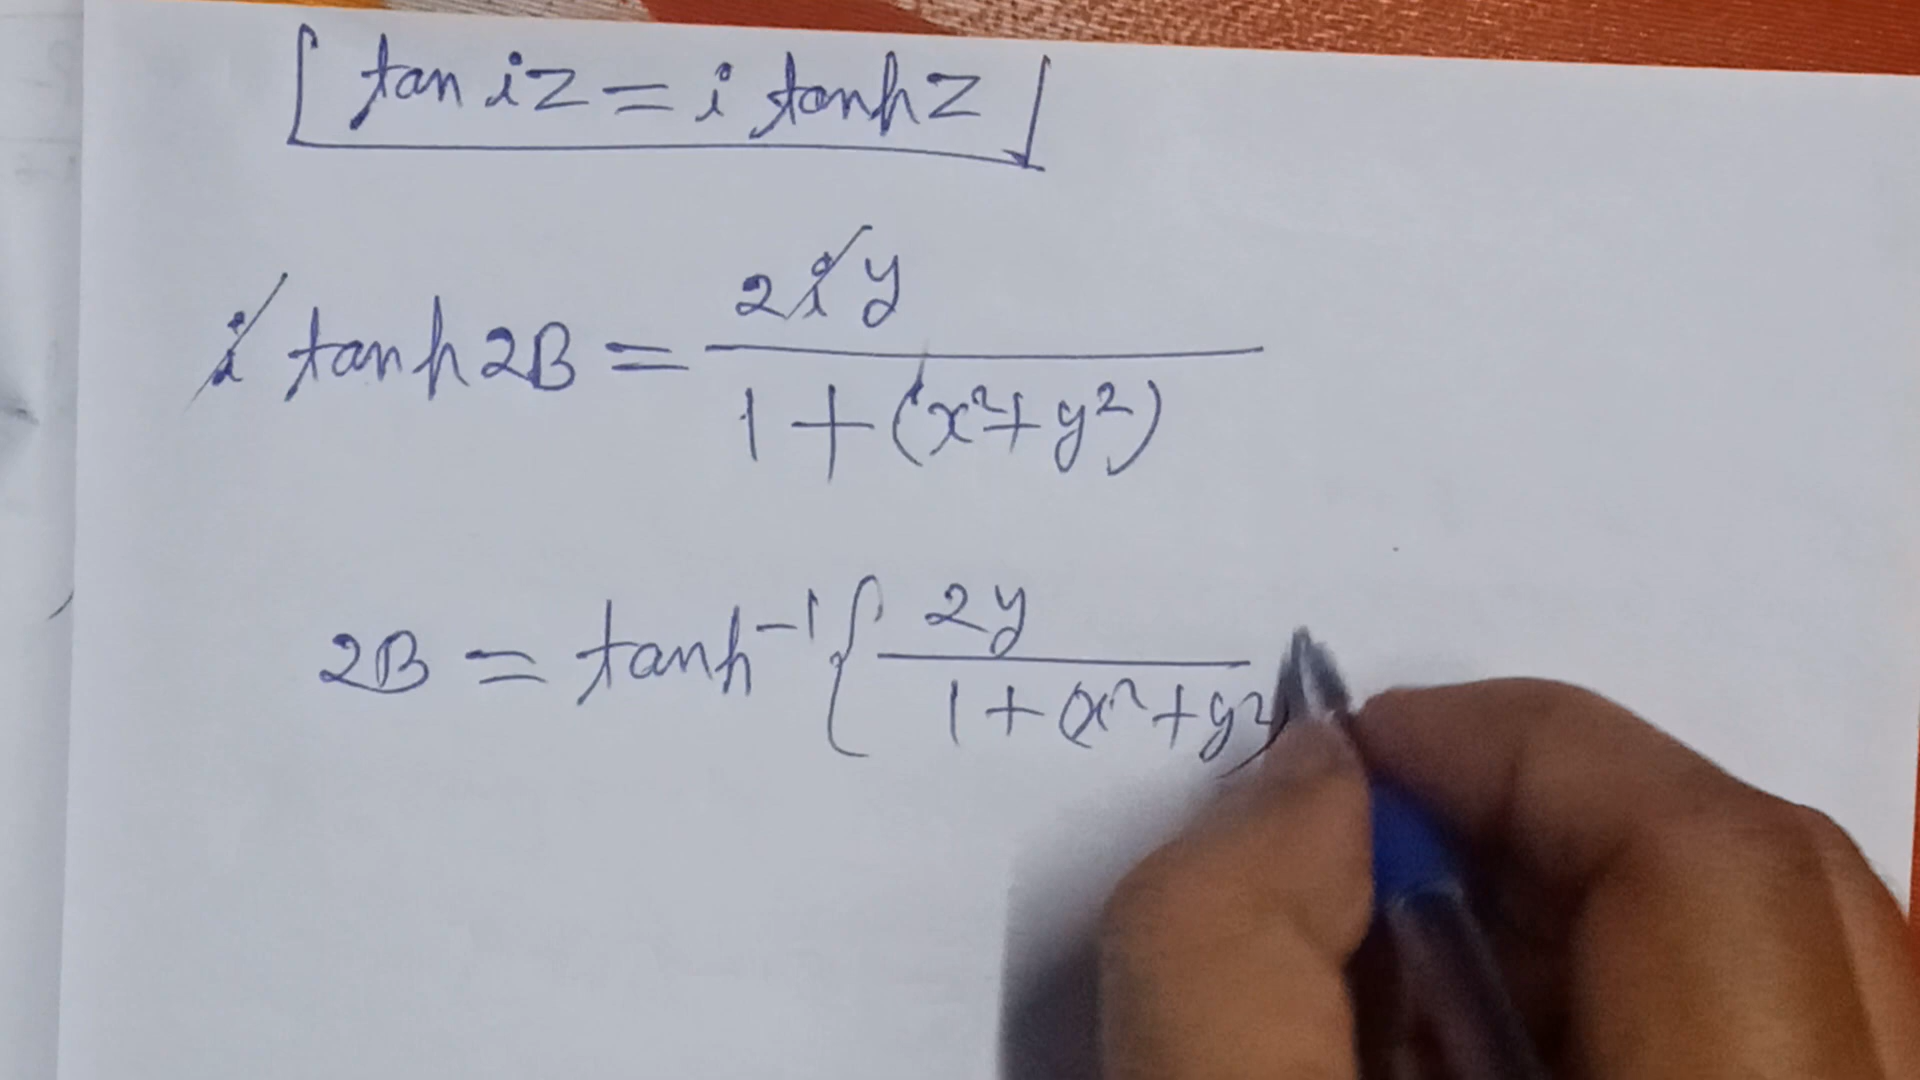 [tan iz = i tanh z]
i tanh 2B = 2iy / 1 + (x² + y²)
2B = tanh⁻¹ { 2y / 1 + (x² + y²)